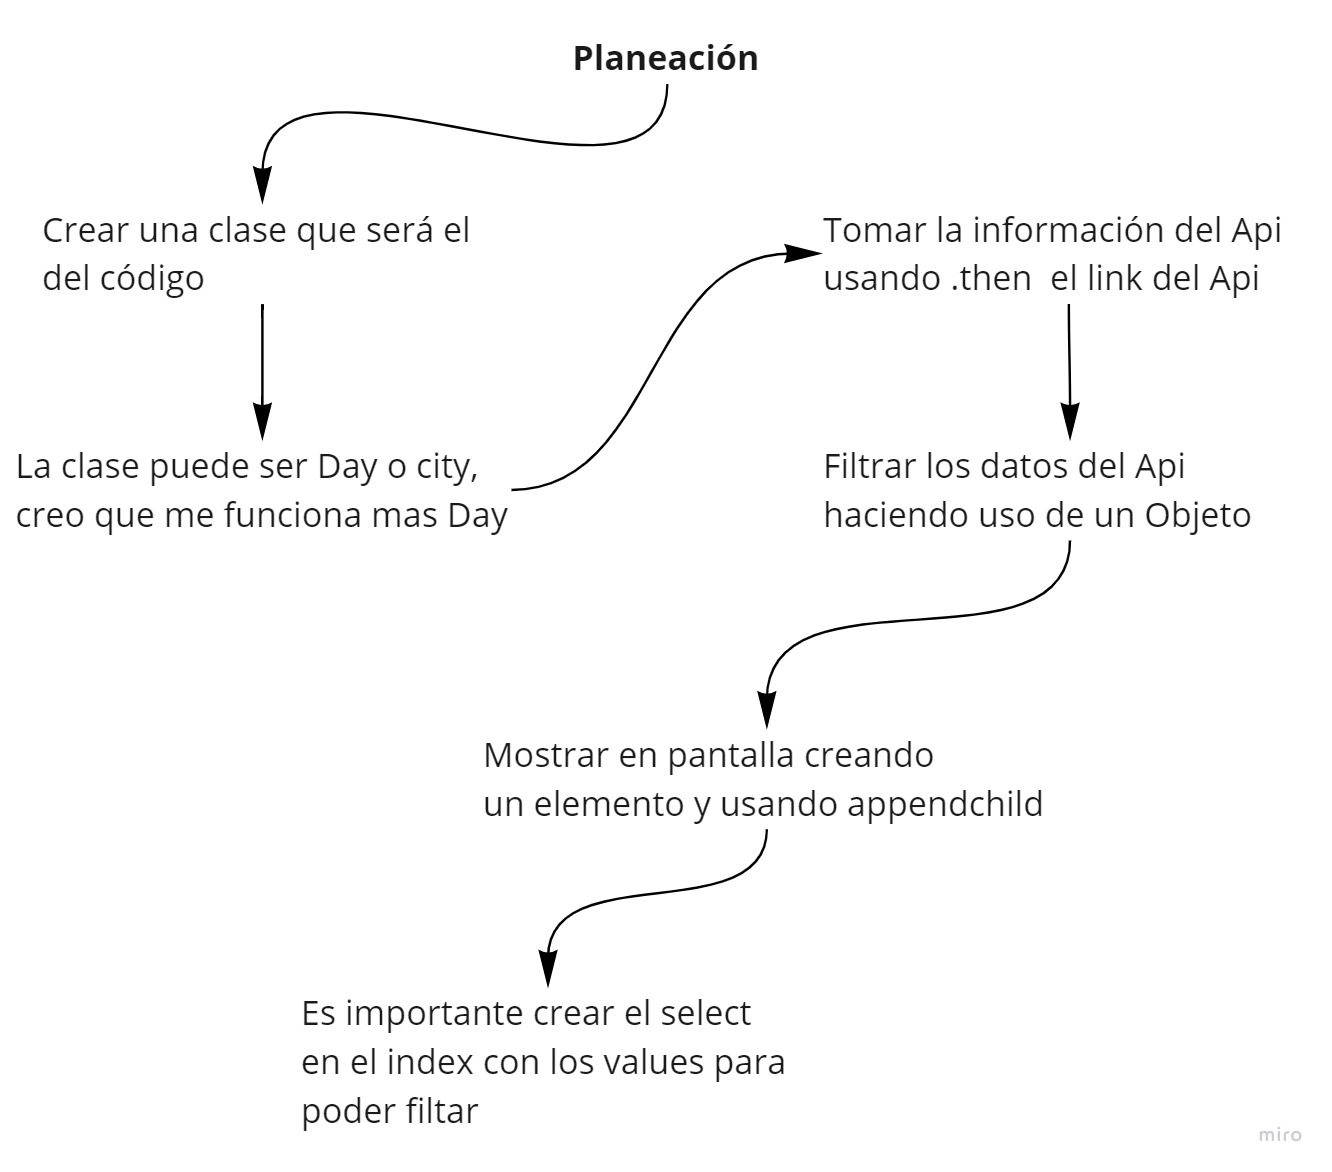 Planeación
Crear una clase que será el
del código
La clase puede ser Day o city,
creo que me funciona mas Day
Tomar la información del Api
usando .then  el link del Api
Filtrar los datos del Api
haciendo uso de un Objeto
Mostrar en pantalla creando
un elemento y usando appendchild
Es importante crear el select
en el index con los values para
poder filtar
miro